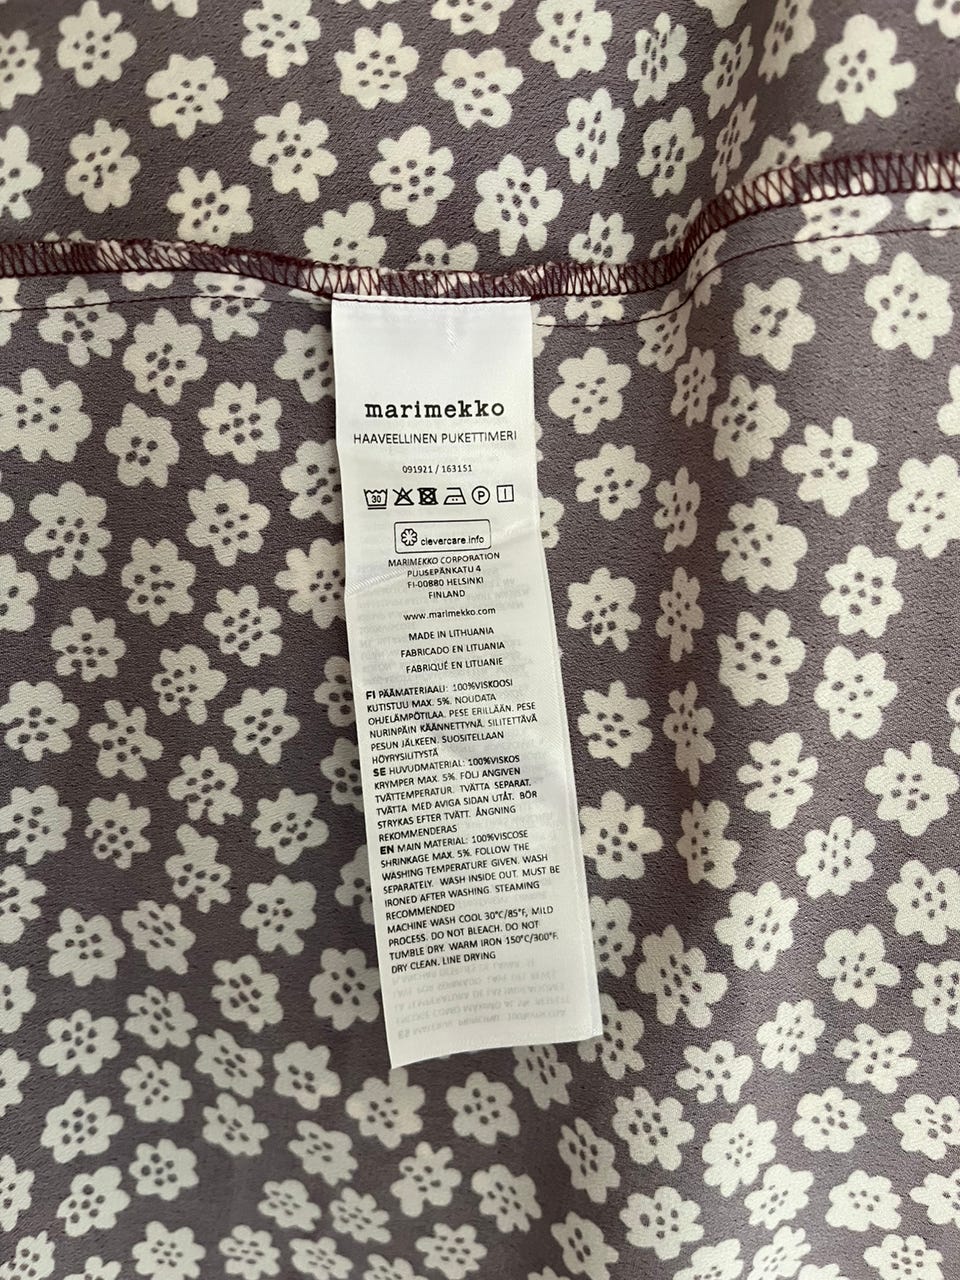 marimekko
HAAVEELLINEN PUKETTIMERI
091921 / 163151
30 P
clevercare.info
MARIMEKKO CORPORATION
PUUSEPÄNKATU 4
FI-00880 HELSINKI
FINLAND
www.marimekko.com
MADE IN LITHUANIA
FABRICADO EN LITUANIA
FABRIQUÉ EN LITUANIE
FI PÄÄMATERIAALI: 100%VISKOOSI
KUTISTUU MAX. 5%. NOUDATA
OHJELÄMPÖTILAA. PESE ERILLÄÄN. PESE
NURINPÄIN KÄÄNNETTYNÄ. SILITETTÄVÄ
PESUN JÄLKEEN. SUOSITELLAAN
HÖYRYSILITYSTÄ
SE HUVUDMATERIAL: 100%VISKOS
KRYMPER MAX. 5%. FÖLJ ANGIVEN
TVÄTTEMPERATUR. TVÄTTA SEPARAT.
TVÄTTA MED AVIGA SIDAN UTÅT. BÖR
STRYKAS EFTER TVÄTT. ÅNGNING
REKOMMENDERAS
EN MAIN MATERIAL: 100%VISCOSE
SHRINKAGE MAX. 5%. FOLLOW THE
WASHING TEMPERATURE GIVEN. WASH
SEPARATELY. WASH INSIDE OUT. MUST BE
IRONED AFTER WASHING. STEAMING
RECOMMENDED
MACHINE WASH COOL 30°C/85°F, MILD
PROCESS. DO NOT BLEACH. DO NOT
TUMBLE DRY. WARM IRON 150°C/300°F.
DRY CLEAN. LINE DRYING